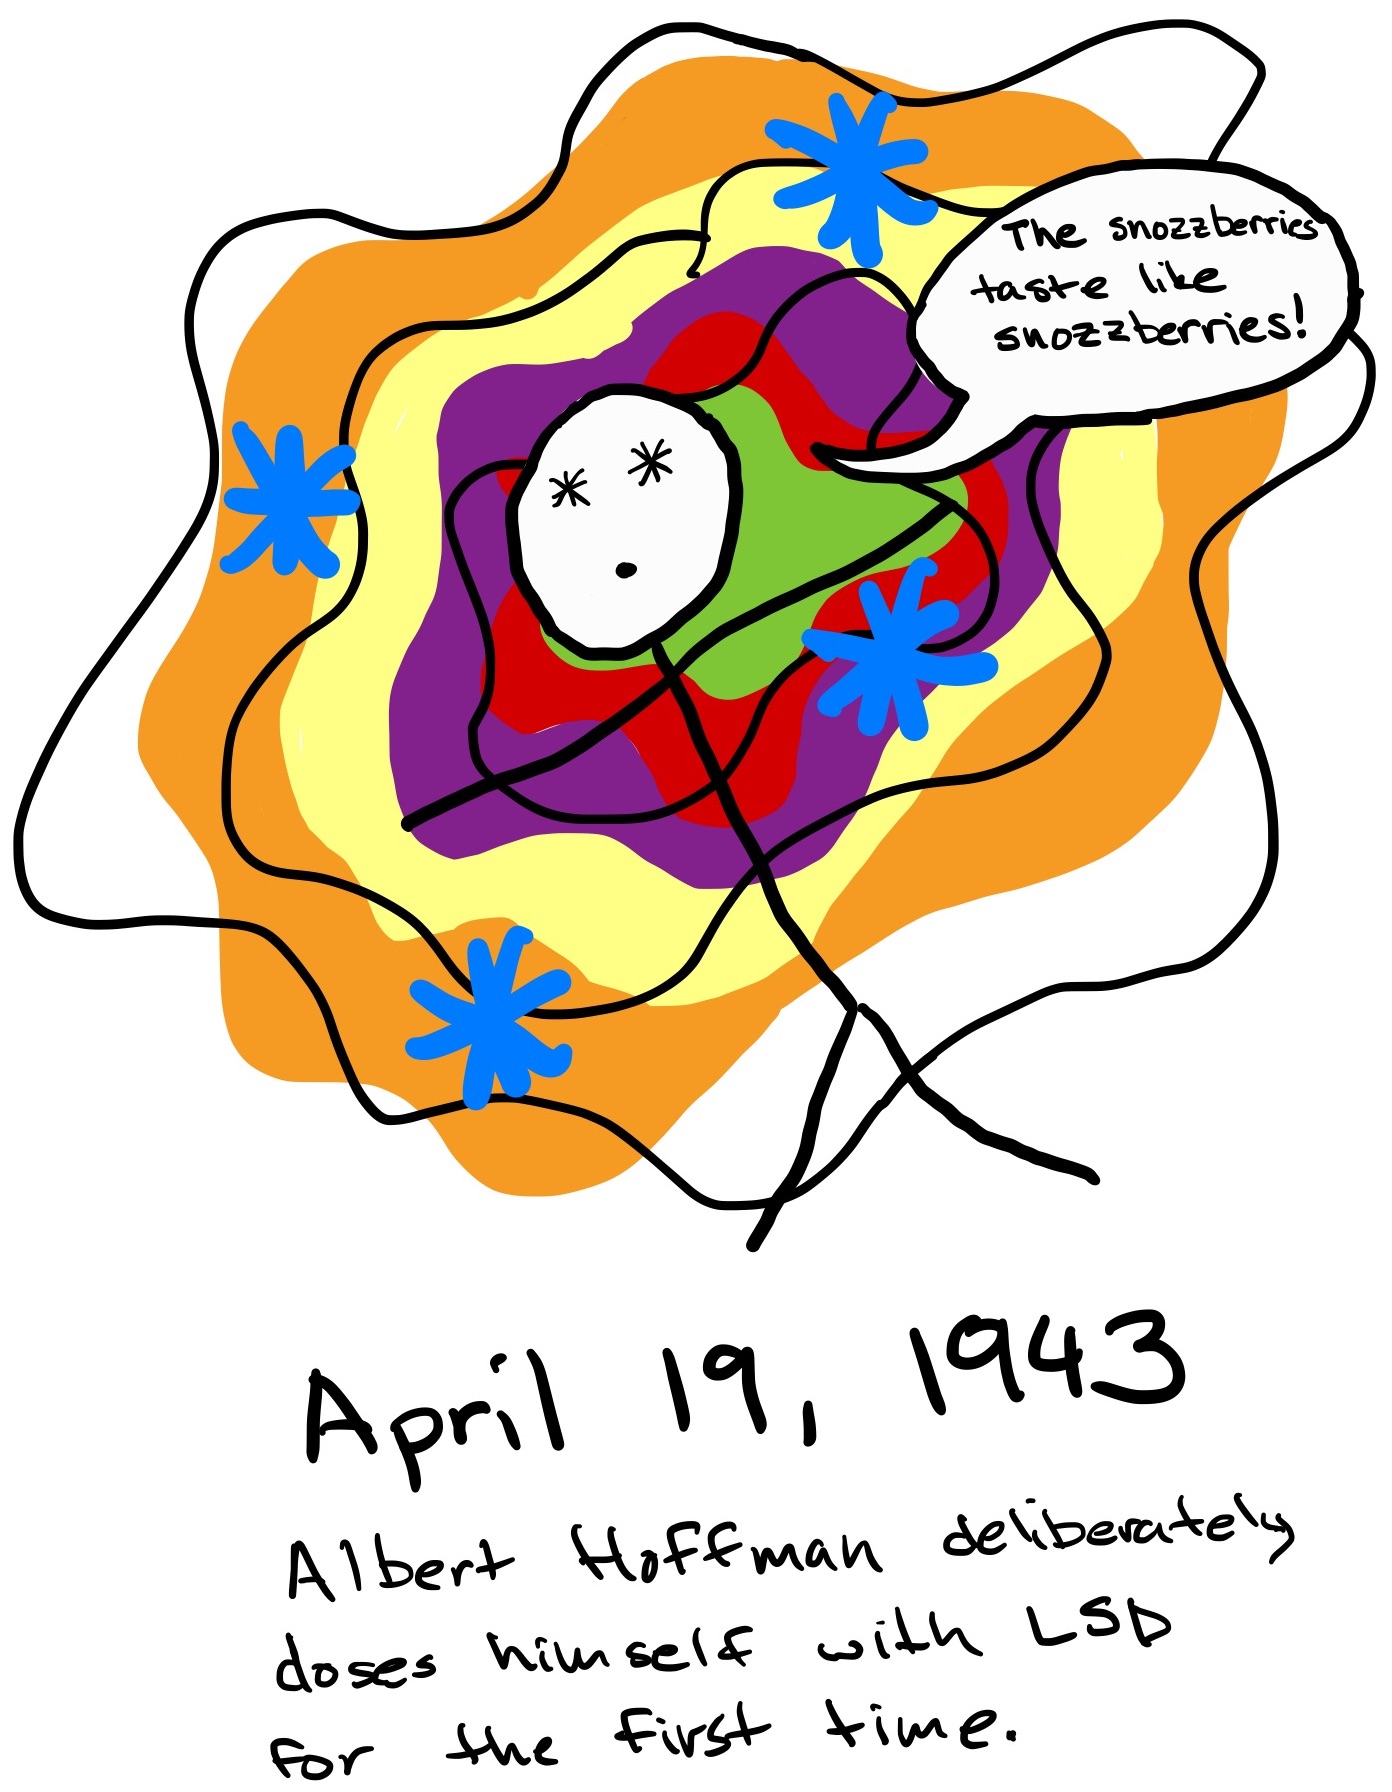 The snozzberries
taste like
snozzberries!
April 19, 1943
Albert Hoffman deliberately
doses himself with LSD
for the first time.